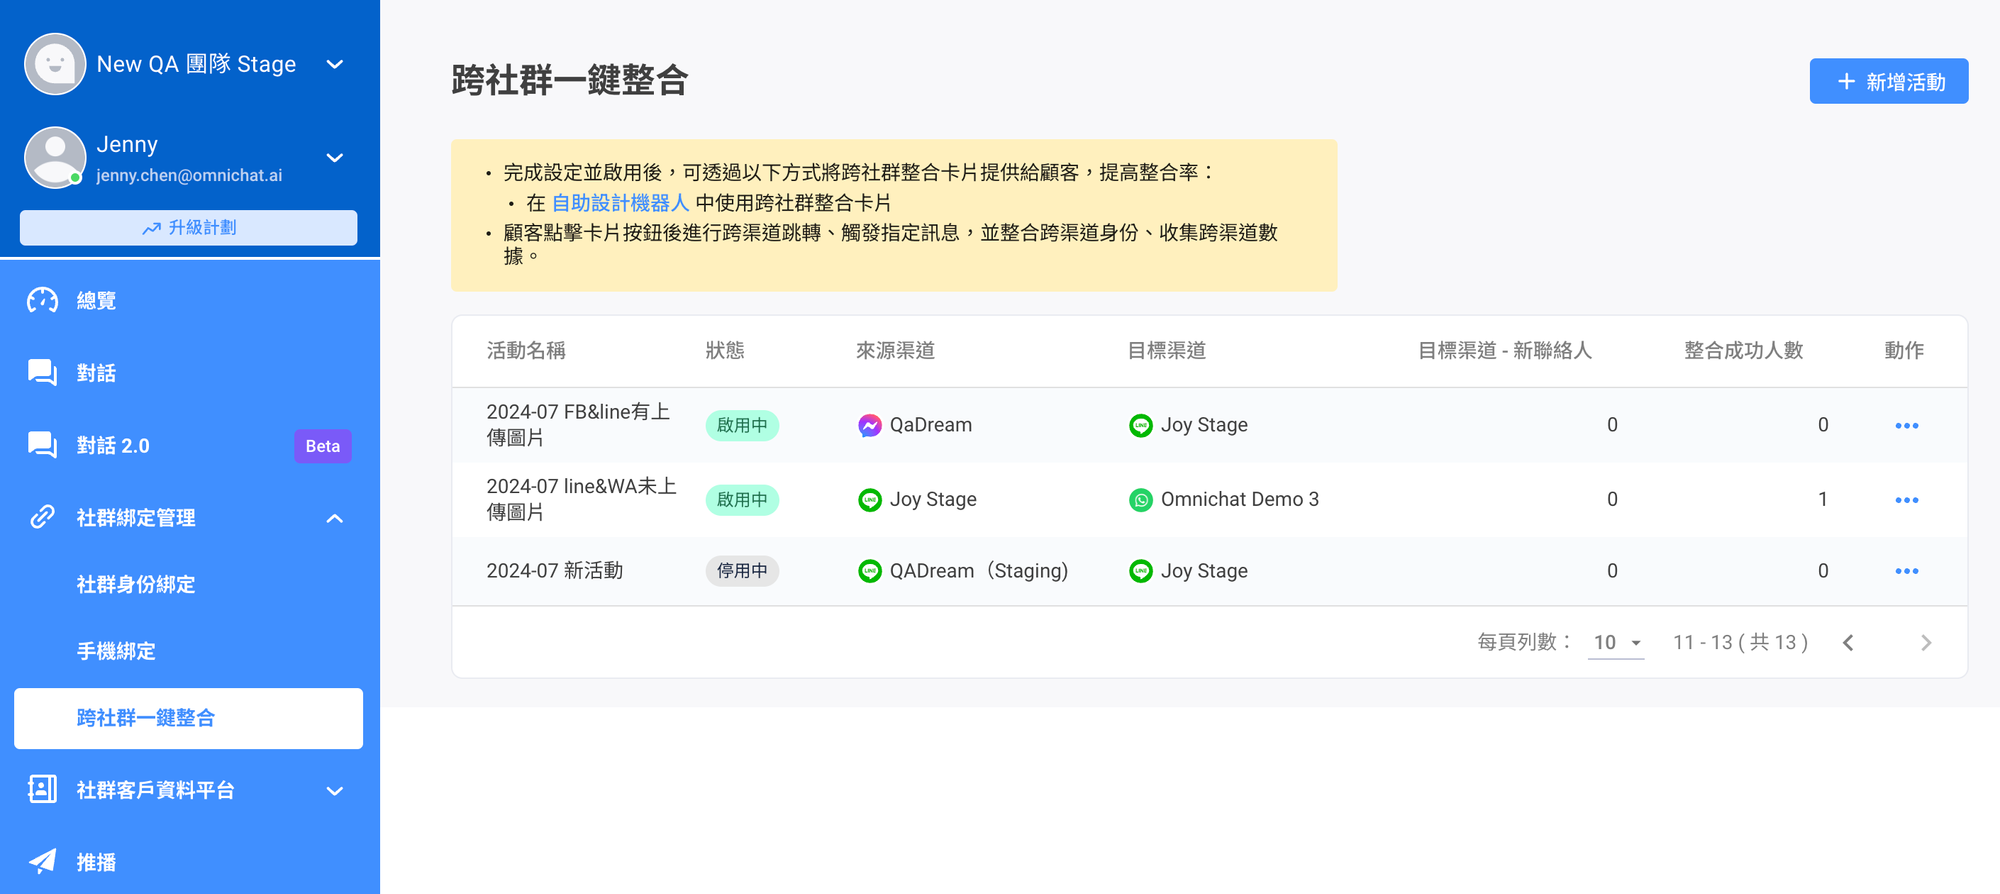 New QA 團隊 Stage
Jenny
jenny.chen@omnichat.ai
升級計劃
總覽
對話
對話 2.0
Beta
社群綁定管理
社群身份綁定
手機綁定
跨社群一鍵整合
社群客戶資料平台
推播
跨社群一鍵整合
+ 新增活動
• 完成設定並啟用後，可透過以下方式將跨社群整合卡片提供給顧客，提高整合率：
• 在 自助設計機器人 中使用跨社群整合卡片
• 顧客點擊卡片按鈕後進行跨渠道跳轉、觸發指定訊息，並整合跨渠道身份、收集跨渠道數
據。
活動名稱 狀態 來源渠道 目標渠道 目標渠道 - 新聯絡人 整合成功人數 動作
2024-07 FB&line有上
傳圖片
啟用中 QaDream LINE Joy Stage 0 0
2024-07 line&WA未上
傳圖片
啟用中 LINE Joy Stage Omnichat Demo 3 0 1
2024-07 新活動 停用中 LINE QADream（Staging) LINE Joy Stage 0 0
每頁列數： 10 11 - 13 ( 共 13 )